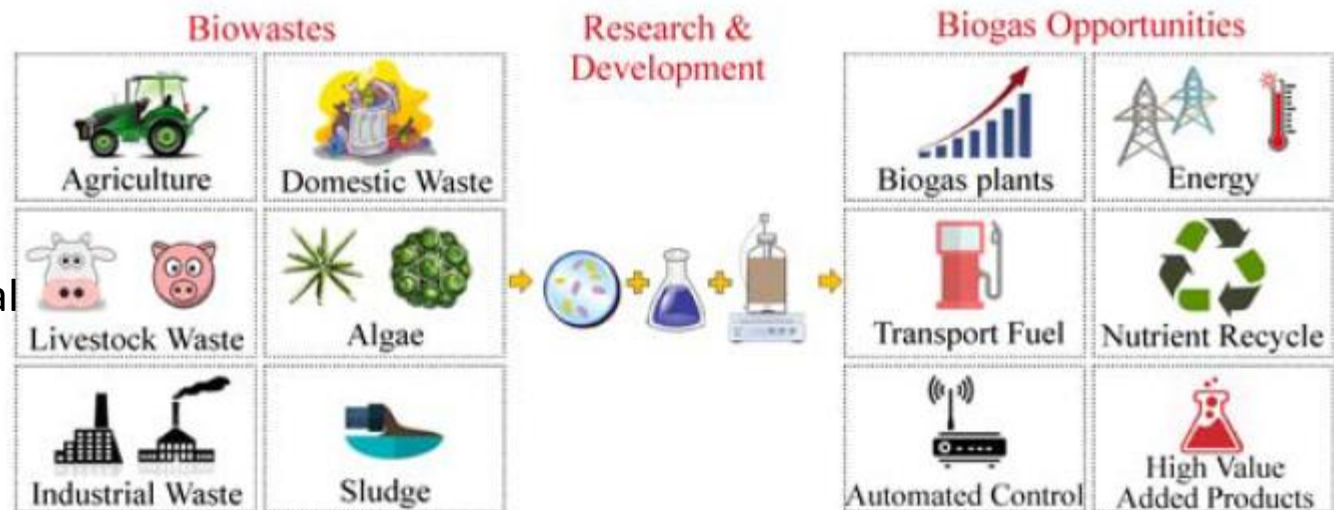 Biowastes
Research &
Development
Biogas Opportunities
Agriculture
Domestic Waste
Biogas plants
Energy
al
Livestock Waste
Algae
Transport Fuel
Nutrient Recycle
Industrial Waste
Sludge
Automated Control
High Value
Added Products